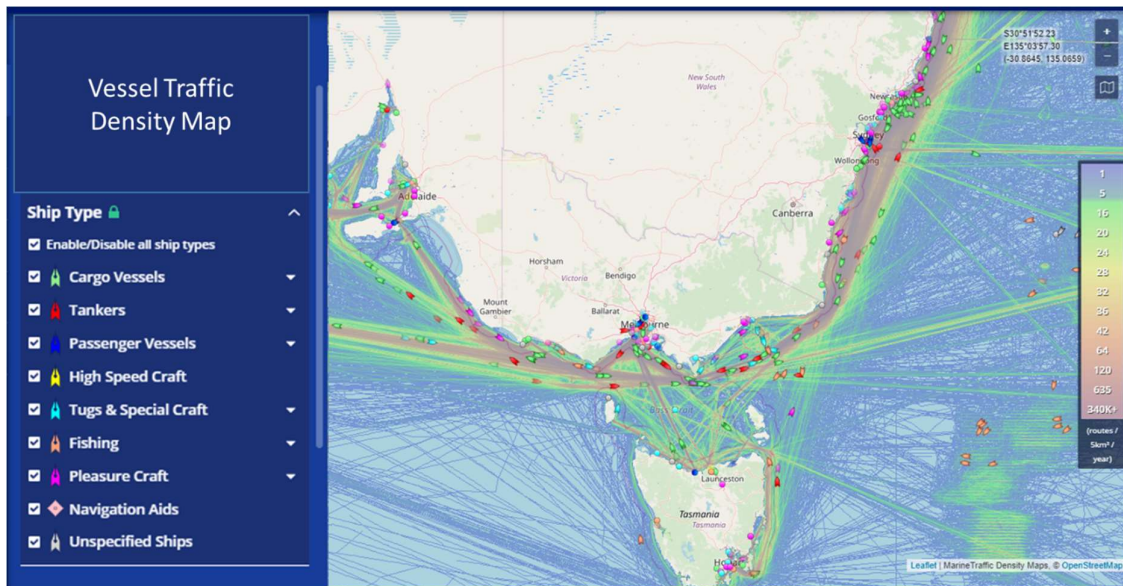 Vessel Traffic
Density Map
Ship Type
Enable/Disable all ship types
Cargo Vessels
Tankers
Passenger Vessels
High Speed Craft
Tugs & Special Craft
Fishing
Pleasure Craft
Navigation Aids
Unspecified Ships
S30°51'52.23
E135°03'57.30
(-30.8645, 135.0659)
+
−
New South
Wales
Gosford
Sydney
Wollongong
Adelaide
Canberra
Horsham
Victoria
Bendigo
Mount
Gambier
Ballarat
Melbourne
Launceston
Tasmania
Tasmania
1
5
16
20
24
28
32
36
42
64
120
635
340K+
(routes /
5km² /
year)
Leaflet | MarineTraffic Density Maps, © OpenStreetMap